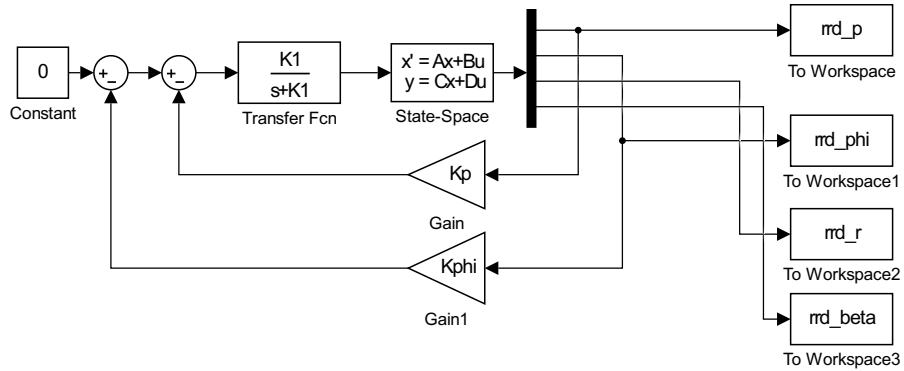 0
Constant
+
−
+
−
K1
s+K1
Transfer Fcn
x' = Ax+Bu
y = Cx+Du
State-Space
Kp
Gain
Kphi
Gain1
rrd_p
To Workspace
rrd_phi
To Workspace1
rrd_r
To Workspace2
rrd_beta
To Workspace3